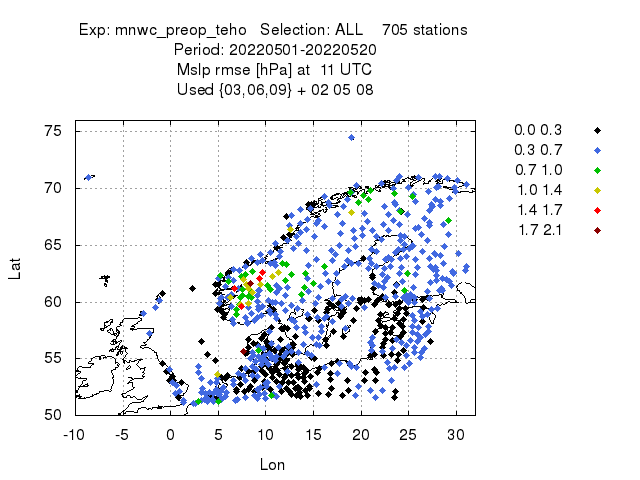 Exp: mnwc_preop_teho   Selection: ALL    705 stations
Period: 20220501-20220520
Mslp rmse [hPa] at  11 UTC
Used {03,06,09} + 02 05 08
0.0 0.3
0.3 0.7
0.7 1.0
1.0 1.4
1.4 1.7
1.7 2.1
75
70
65
60
55
50
Lat
-10 -5 0 5 10 15 20 25 30
Lon